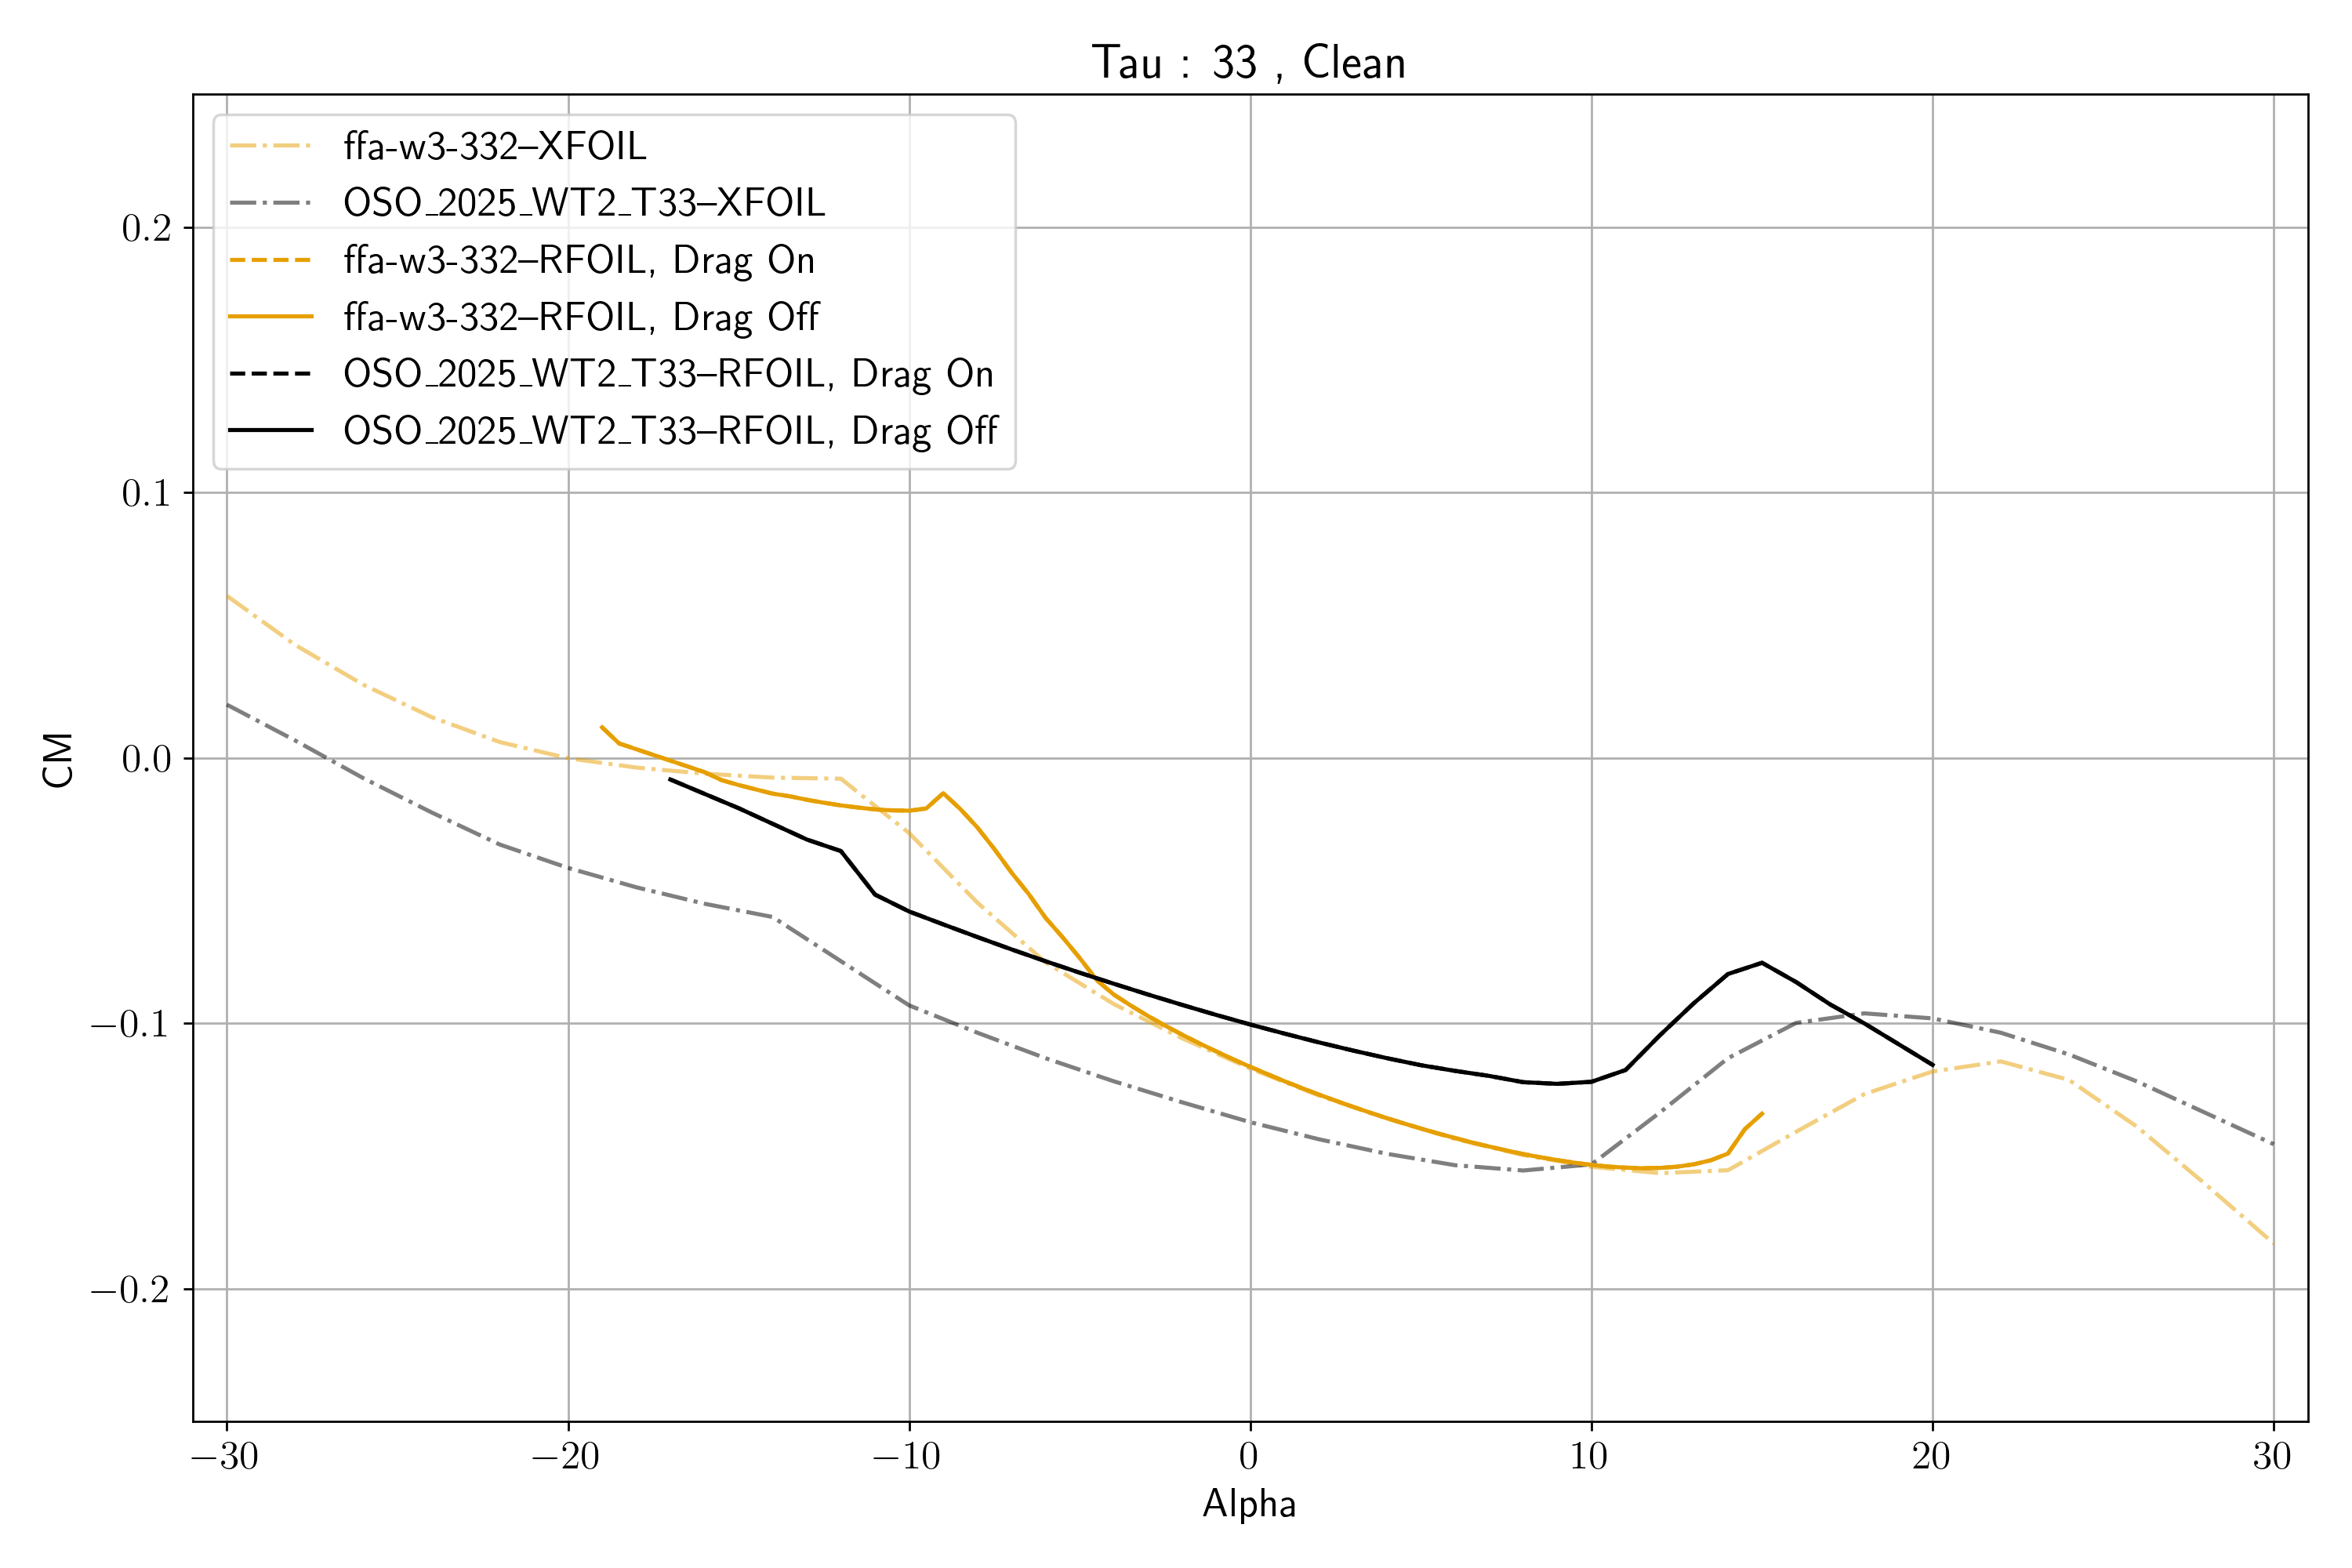 Tau : 33 , Clean
ffa-w3-332–XFOIL
OSO_2025_WT2_T33–XFOIL
ffa-w3-332–RFOIL, Drag On
ffa-w3-332–RFOIL, Drag Off
OSO_2025_WT2_T33–RFOIL, Drag On
OSO_2025_WT2_T33–RFOIL, Drag Off
0.2
0.1
0.0
−0.1
−0.2
CM
−30 −20 −10 0 10 20 30
Alpha